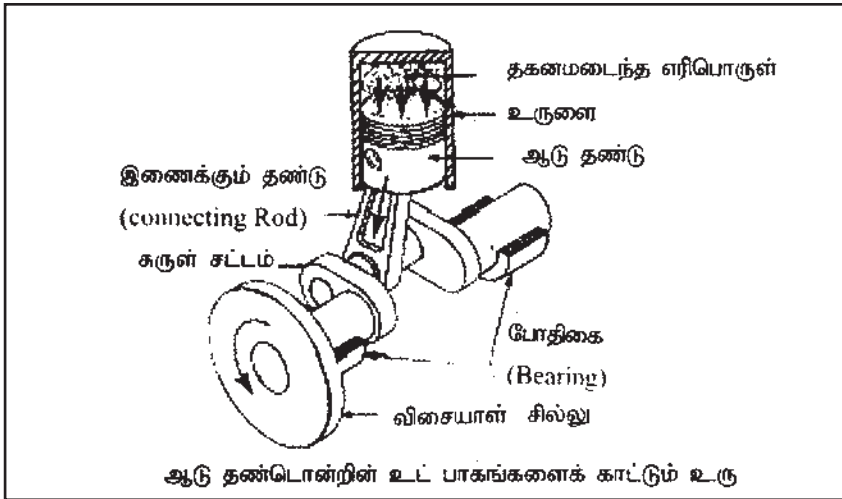 தகனமடைந்த எரிபொருள்
உருளை
ஆடு தண்டு
இணைக்கும் தண்டு
(connecting Rod)
சுருள் சட்டம்
போதிகை
(Bearing)
விசையாள் சில்லு
ஆடு தண்டொன்றின் உட் பாகங்களைக் காட்டும் உரு